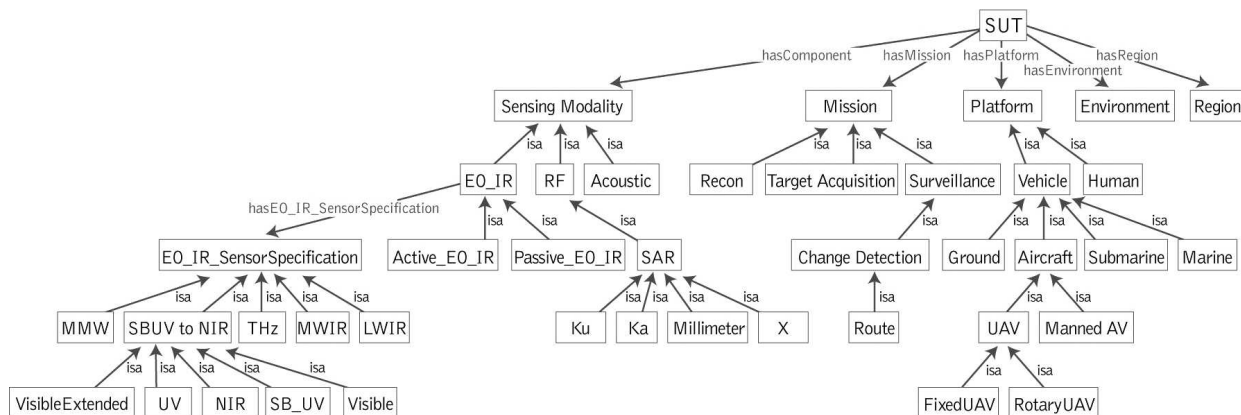 SUT
hasComponent
hasMission
hasPlatform
hasRegion
hasEnvironment
Sensing Modality
Mission
Platform
Environment
Region
isa
isa
isa
isa
isa
isa
isa
isa
EO_IR
RF
Acoustic
Recon
Target Acquisition
Surveillance
Vehicle
Human
hasEO_IR_SensorSpecification
isa
isa
isa
isa
isa
isa
isa
isa
EO_IR_SensorSpecification
Active_EO_IR
Passive_EO_IR
SAR
Change Detection
Ground
Aircraft
Submarine
Marine
isa
isa
isa
isa
isa
isa
isa
isa
isa
isa
isa
isa
MMW
SBUV to NIR
THz
MWIR
LWIR
Ku
Ka
Millimeter
X
Route
UAV
Manned AV
isa
isa
isa
isa
isa
isa
isa
VisibleExtended
UV
NIR
SB_UV
Visible
FixedUAV
RotaryUAV